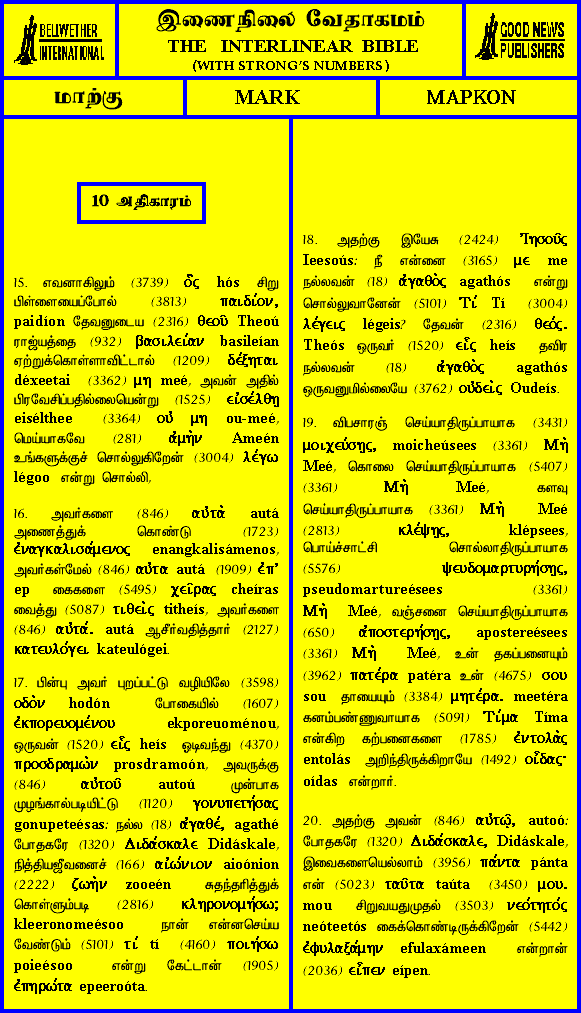 BELLWETHER
INTERNATIONAL
இணைநிலை வேதாகமம்
THE INTERLINEAR BIBLE
(WITH STRONG'S NUMBERS)
GOOD NEWS
PUBLISHERS
மாற்கு
MARK
ΜΑΡΚΟΝ
10 அதிகாரம்
15. எவனாகிலும் (3739) ὃς hós சிறு
பிள்ளையைப்போல் (3813) παιδίον,
paidíon தேவனுடைய (2316) θεοῦ Theoú
ராஜ்யத்தை (932) βασιλείαν basileían
ஏற்றுக்கொள்ளாவிட்டால் (1209) δέξηται
déxeetai (3362) μη meé, அவன் அதில்
பிரவேசிப்பதில்லையென்று (1525) εἰσέλθη
eisélthee (3364) οὐ μη ou-meé,
மெய்யாகவே (281) ἀμὴν Ameén
உங்களுக்குச் சொல்லுகிறேன் (3004) λέγω
légoo என்று சொல்லி,
16. அவர்களை (846) αὐτὰ autá
அணைத்துக் கொண்டு (1723)
ἐναγκαλισάμενος enangkalisámenos,
அவர்கள்மேல் (846) αὐτα autá (1909) ἐπ'
ep கைகளை (5495) χεῖρας cheíras
வைத்து (5087) τιθεὶς titheís, அவர்களை
(846) αὐτά. autá ஆசீர்வதித்தார் (2127)
κατευλόγει kateulógei.
17. பின்பு அவர் புறப்பட்டு வழியிலே (3598)
οδὸν hodón போகையில் (1607)
ἐκπορευομένου ekporeuoménou,
ஒருவன் (1520) εἷς heís ஓடிவந்து (4370)
προσδραμὼν prosdramoón, அவருக்கு
(846) αὐτοῦ autoú முன்பாக
முழங்கால்படியிட்டு (1120) γονυπετήσας
gonupeteésas: நல்ல (18) ἀγαθέ, agathé
போதகரே (1320) Διδάσκαλε Didáskale,
நித்தியஜீவனைச் (166) αἰώνιον aioónion
(2222) ζωὴν zooeén சுதந்தரித்துக்
கொள்ளும்படி (2816) κληρονομήσω;
kleeronomeésoo நான் என்னசெய்ய
வேண்டும் (5101) τί tí (4160) ποιήσω
poieésoo என்று கேட்டான் (1905)
ἐπηρώτα epeeroóta.
18. அதற்கு இயேசு (2424) Ἰησοῦς
Ieesoús: நீ என்னை (3165) με me
நல்லவன் (18) ἀγαθὸς agathós என்று
சொல்லுவானேன் (5101) Τί Tí (3004)
λέγεις légeis? தேவன் (2316) θεός.
Theós ஒருவர் (1520) εἷς heís தவிர
நல்லவன் (18) ἀγαθὸς agathós
ஒருவனுமில்லையே (3762) οὐδεὶς Oudeís.
19. விபசாரஞ் செய்யாதிருப்பாயாக (3431)
μοιχεύσῃς, moicheúsees (3361) Μὴ
Meé, கொலை செய்யாதிருப்பாயாக (5407)
(3361) Μὴ Meé, களவு
செய்யாதிருப்பாயாக (3361) Μὴ Meé
(2813) κλέψῃς, klépsees,
பொய்ச்சாட்சி சொல்லாதிருப்பாயாக
(5576) ψευδομαρτυρήσῃς,
pseudomartureésees (3361)
Μὴ Meé, வஞ்சனை செய்யாதிருப்பாயாக
(650) ἀποστερήσῃς, apostereésees
(3361) Μὴ Meé, உன் தகப்பனையும்
(3962) πατέρα patéra உன் (4675) σου
sou தாயையும் (3384) μητέρα. meetéra
கனம்பண்ணுவாயாக (5091) Τίμα Tíma
என்கிற கற்பனைகளை (1785) ἐντολὰς
entolás அறிந்திருக்கிறாயே (1492) οἶδας·
oídas என்றார்.
20. அதற்கு அவன் (846) αὐτῷ, autoó:
போதகரே (1320) Διδάσκαλε, Didáskale,
இவைகளையெல்லாம் (3956) πάντα pánta
என் (5023) ταῦτα taúta (3450) μου.
mou சிறுவயதுமுதல் (3503) νεότητός
neóteetós கைக்கொண்டிருக்கிறேன் (5442)
ἐφυλαξάμην efulaxámeen என்றான்
(2036) εἶπεν eípen.